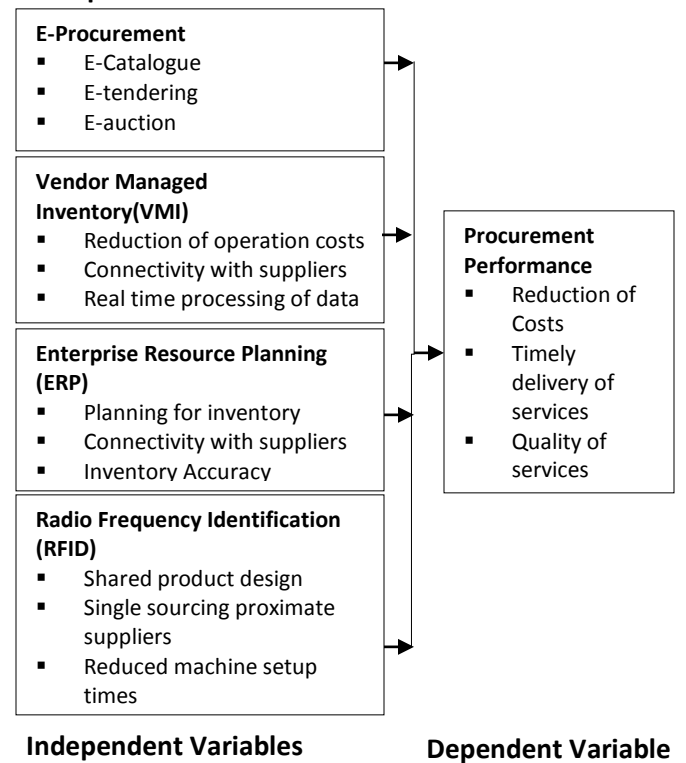 E-Procurement
▪ E-Catalogue
▪ E-tendering
▪ E-auction
Vendor Managed
Inventory(VMI)
▪ Reduction of operation costs
▪ Connectivity with suppliers
▪ Real time processing of data
Enterprise Resource Planning
(ERP)
▪ Planning for inventory
▪ Connectivity with suppliers
▪ Inventory Accuracy
Radio Frequency Identification
(RFID)
▪ Shared product design
▪ Single sourcing proximate
suppliers
▪ Reduced machine setup
times
Procurement
Performance
▪ Reduction of
Costs
▪ Timely
delivery of
services
▪ Quality of
services
Independent Variables
Dependent Variable